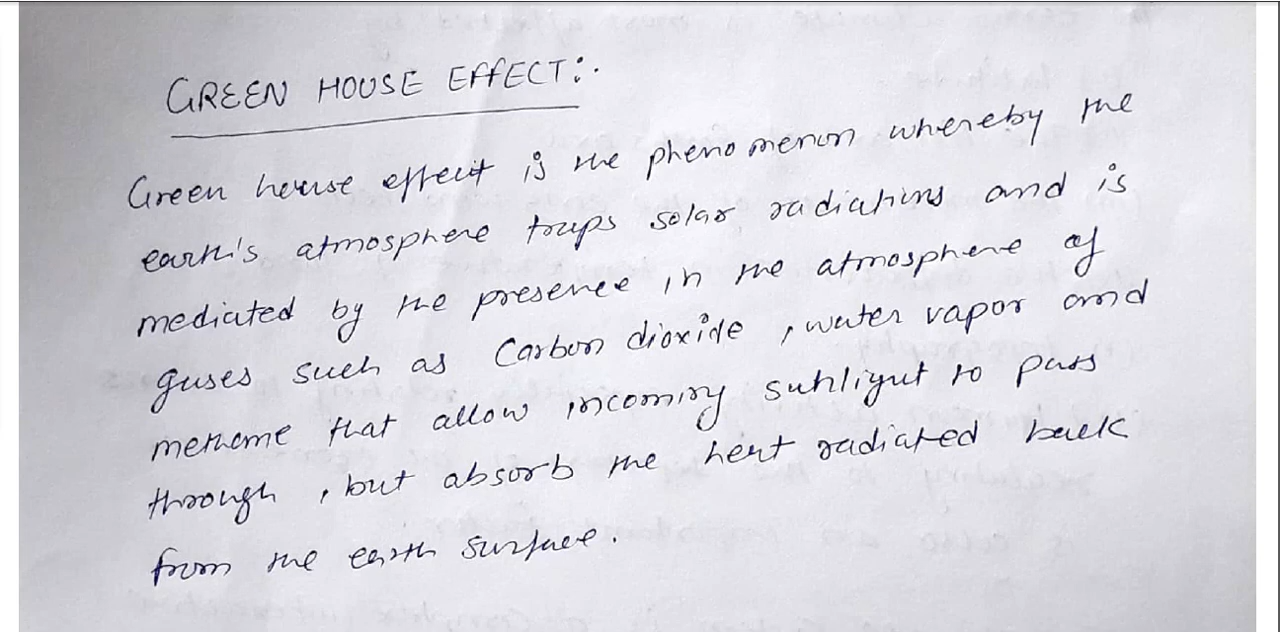 GREEN HOUSE EFFECT:.
Green house effect is the phenomenon whereby the
earth's atmosphere traps solar radiations and is
mediated by the presence in the atmosphere of
gases such as Carbon dioxide , water vapor and
methane that allow incoming sunligut to pass
through , but absorb the heat radiated back
from the earth surface.